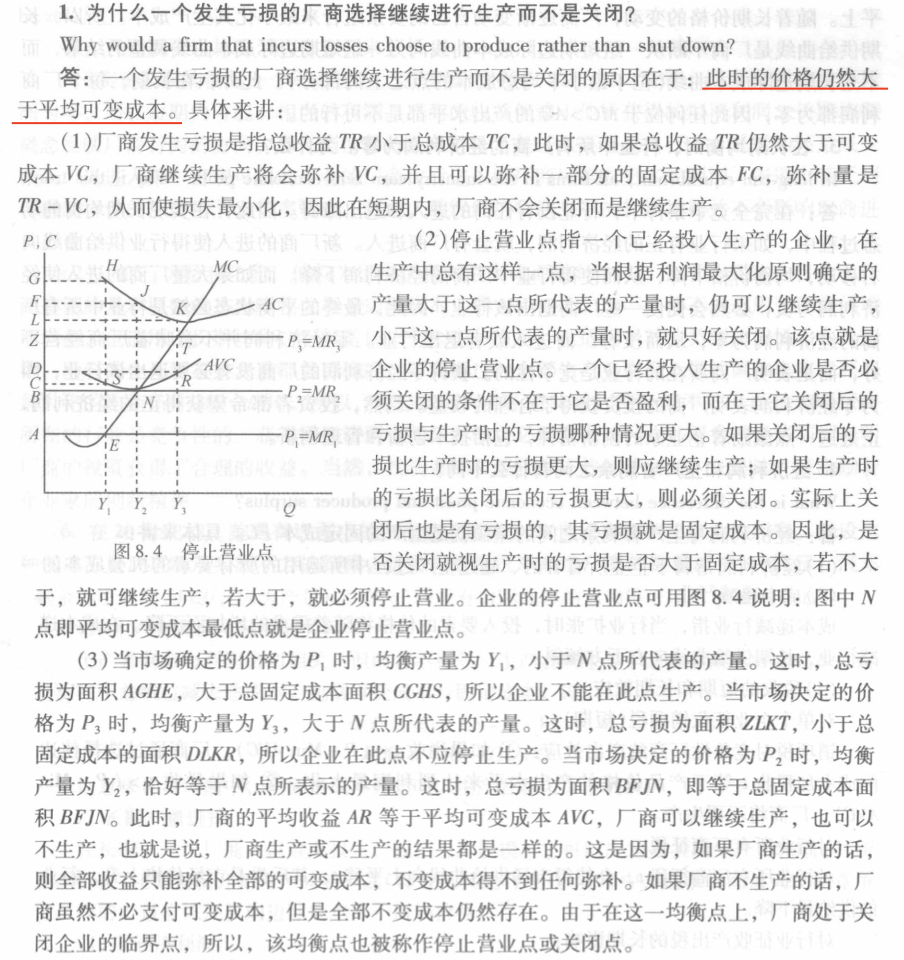 1. 为什么一个发生亏损的厂商选择继续进行生产而不是关闭?
Why would a firm that incurs losses choose to produce rather than shut down?
答: 一个发生亏损的厂商选择继续进行生产而不是关闭的原因在于: 此时的价格仍然大
于平均可变成本。具体来讲:
(1)厂商发生亏损是指总收益 TR 小于总成本 TC, 此时, 如果总收益 TR 仍然大于可变
成本 VC, 厂商继续生产将会弥补 VC, 并且可以弥补一部分的固定成本 FC, 弥补量是
TR－VC, 从而使损失最小化, 因此在短期内, 厂商不会关闭而是继续生产。
(2)停止营业点指一个已经投入生产的企业, 在
生产中总有这样一点, 当根据利润最大化原则确定的
产量大于这一点所代表的产量时, 仍可以继续生产,
小于这一点所代表的产量时, 就只好关闭。该点就是
企业的停止营业点。一个已经投入生产的企业是否必
须关闭的条件不在于它是否盈利, 而在于它关闭后的
亏损与生产时的亏损哪种情况更大。如果关闭后的亏
损比生产时的亏损更大, 则应继续生产; 如果生产时
的亏损比关闭后的亏损更大, 则必须关闭。实际上关
闭后也是有亏损的, 其亏损就是固定成本。因此, 是
否关闭就视生产时的亏损是否大于固定成本, 若不大
于, 就可继续生产, 若大于, 就必须停止营业。企业的停止营业点可用图 8.4 说明: 图中 N
点即平均可变成本最低点就是企业停止营业点。
P, C
G
H
MC
F
J
K
AC
L
Z
T
P₃=MR₃
D
AVC
C
S
R
B
N
P₂=MR₂
A
E
P₁=MR₁
O
Y₁ Y₂ Y₃
Q
图 8.4 停止营业点
(3)当市场确定的价格为 P₁ 时, 均衡产量为 Y₁, 小于 N 点所代表的产量。这时, 总亏
损为面积 AGHE, 大于总固定成本面积 CGHS, 所以企业不能在此点生产。当市场决定的价
格为 P₃ 时, 均衡产量为 Y₃, 大于 N 点所代表的产量。这时, 总亏损为面积 ZLKT, 小于总
固定成本的面积 DLKR, 所以企业在此点不应停止生产。当市场决定的价格为 P₂ 时, 均衡
产量为 Y₂, 恰好等于 N 点所表示的产量。这时, 总亏损为面积 BFJN, 即等于总固定成本面
积 BFJN。此时, 厂商的平均收益 AR 等于平均可变成本 AVC, 厂商可以继续生产, 也可以
不生产, 也就是说, 厂商生产或不生产的结果都是一样的。这是因为, 如果厂商生产的话,
则全部收益只能弥补全部的可变成本, 不变成本得不到任何弥补。如果厂商不生产的话, 厂
商虽然不必支付可变成本, 但是全部不变成本仍然存在。由于在这一均衡点上, 厂商处于关
闭企业的临界点, 所以, 该均衡点也被称作停止营业点或关闭点。